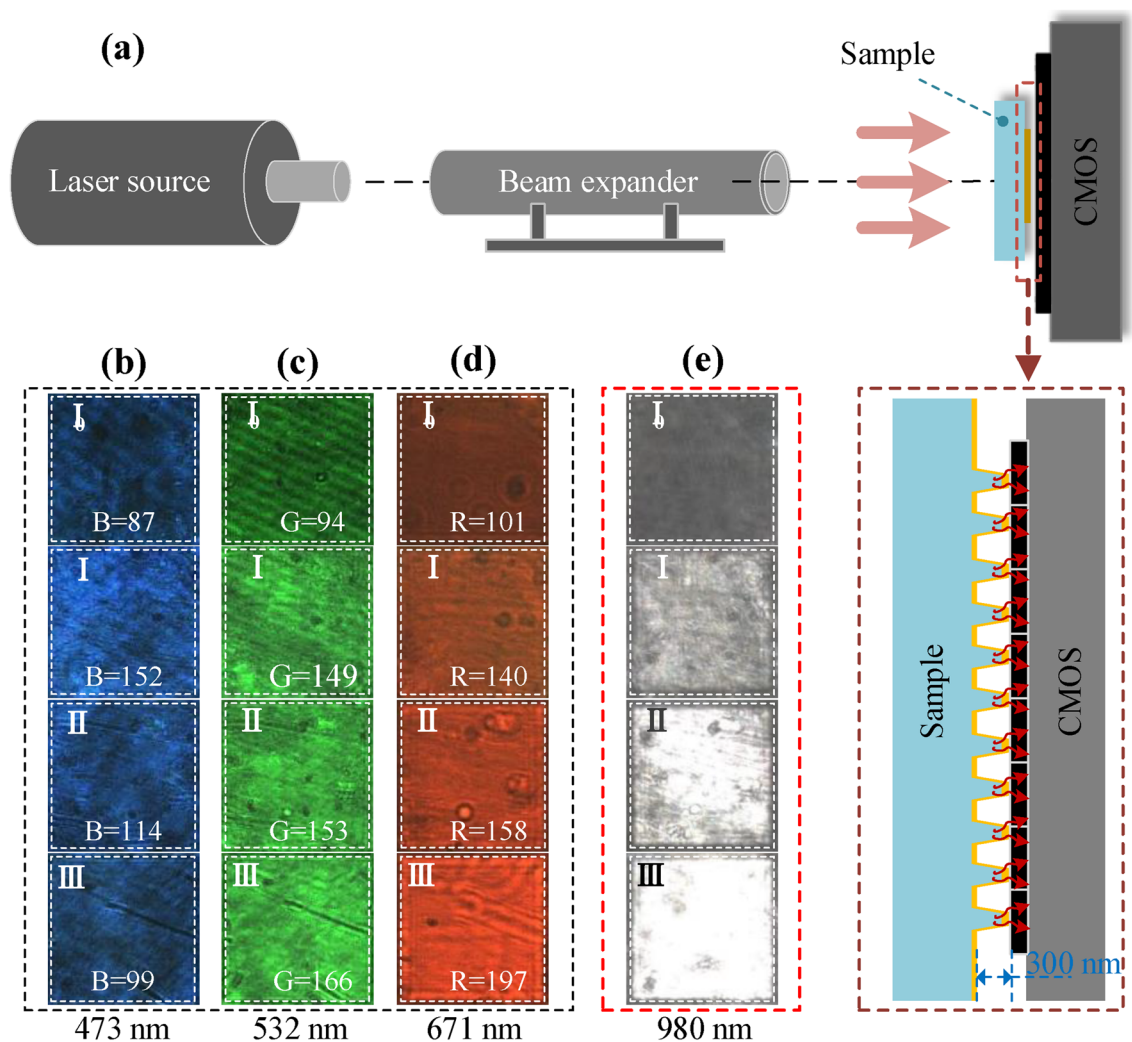 (a)
Sample
Laser source
Beam expander
CMOS
(b)
(c)
(d)
(e)
I₀
I₀
I₀
I₀
B=87
G=94
R=101
I
I
I
I
B=152
G=149
R=140
II
II
II
II
B=114
G=153
R=158
III
III
III
III
B=99
G=166
R=197
473 nm
532 nm
671 nm
980 nm
Sample
CMOS
300 nm